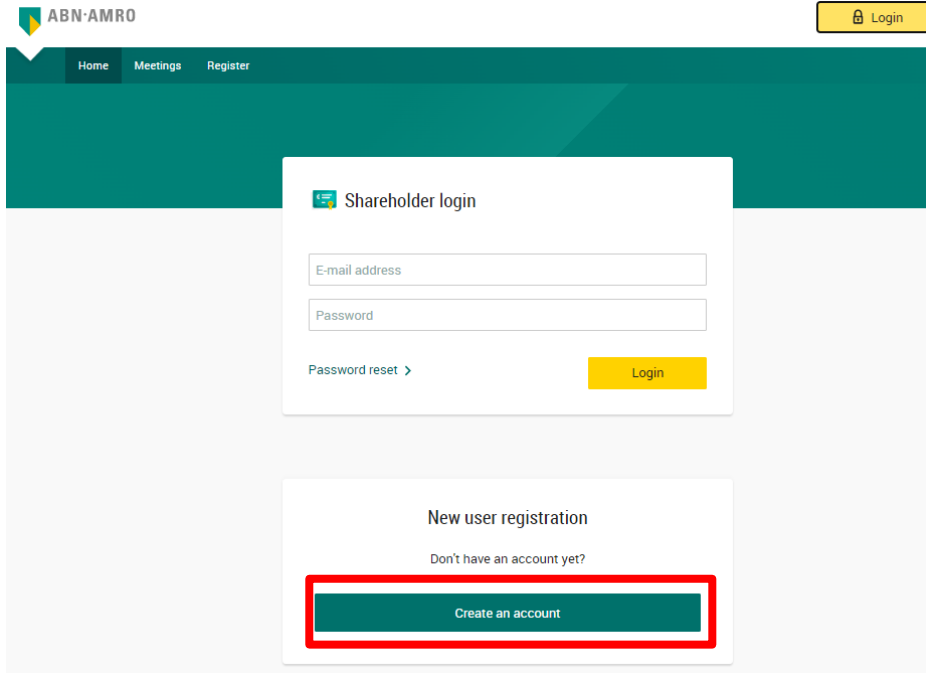 ABN·AMRO
Login
Home Meetings Register
Shareholder login
E-mail address
Password
Password reset
Login
New user registration
Don't have an account yet?
Create an account